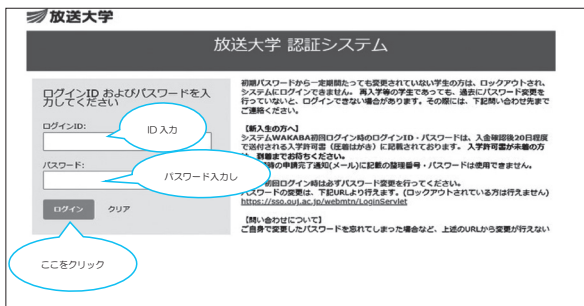 放送大学
放送大学 認証システム
ログインID およびパスワードを入
力してください
ログインID:
ID 入力
パスワード:
パスワード入力し
ログイン クリア
ここをクリック
初期パスワードから一定期間たっても変更されていない学生の方は、ロックアウトされ、
システムにログインできません。 再入学等の学生であっても、過去にパスワード変更を
行っていないと、ログインできない場合があります。その際には、下記問い合わせ先まで
ご連絡ください。
【新入生の方へ】
システムWAKABA初回ログイン時のログインID・パスワードは、入金確認後20日程度
で送付される入学許可書（圧着はがき）に記載されております。 入学許可書が未着の方
は、到着までお待ちください。
時の申請完了通知(メール)に記載の整理番号・パスワードは使用できません。
初回ログイン時は必ずパスワード変更を行ってください。
パスワードの変更は、下記URLより行えます。(ロックアウトされている方は行えません)
https://sso.ouj.ac.jp/webmtn/LoginServlet
【問い合わせについて】
ご自身で変更したパスワードを忘れてしまった場合など、上述のURLから変更が行えない